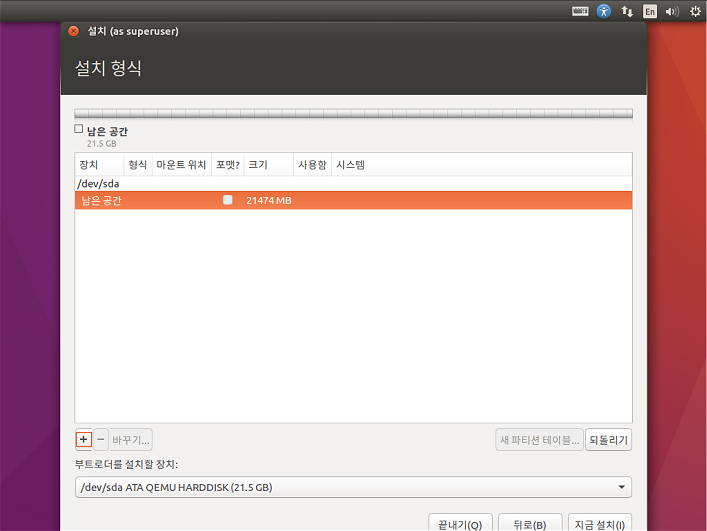 En
설치 (as superuser)
설치 형식
남은 공간
21.5 GB
장치 형식 마운트 위치 포맷? 크기 사용함 시스템
/dev/sda
남은 공간 21474 MB
+ − 바꾸기... 새 파티션 테이블... 되돌리기
부트로더를 설치할 장치:
/dev/sda ATA QEMU HARDDISK (21.5 GB)
끝내기(Q) 뒤로(B) 지금 설치(I)